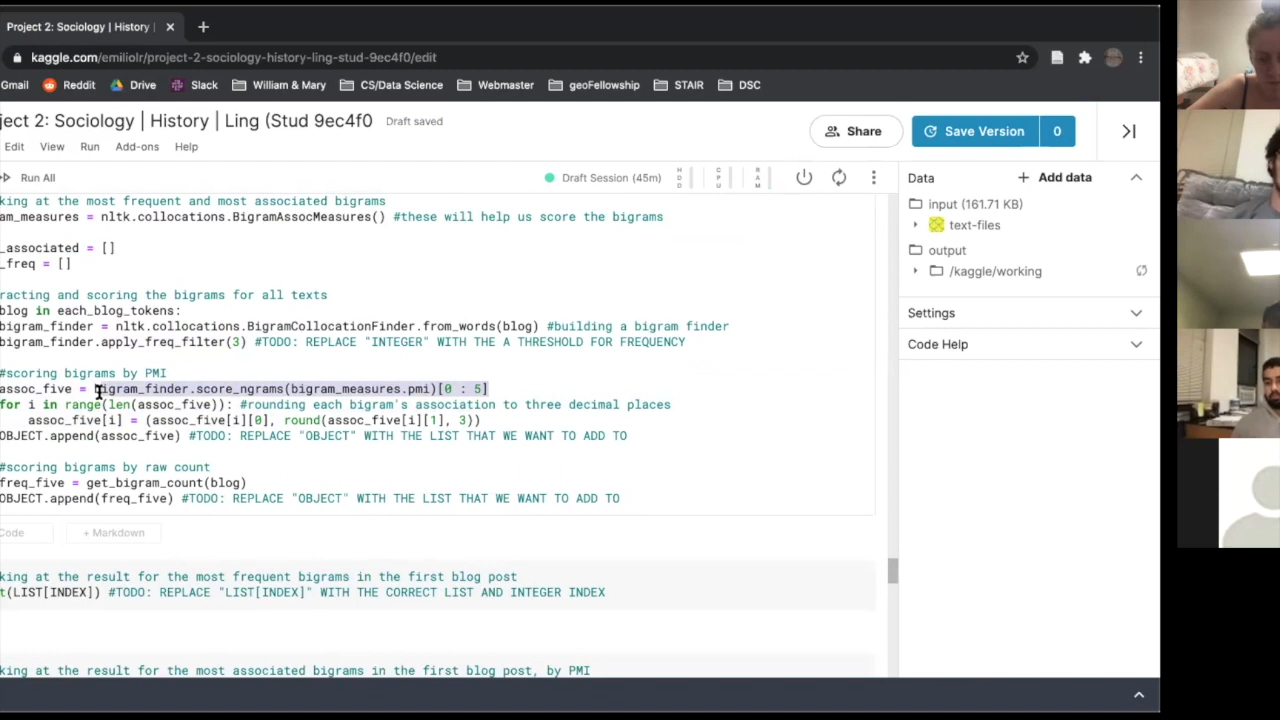 Project 2: Sociology | History |
kaggle.com/emiliolr/project-2-sociology-history-ling-stud-9ec4f0/edit
Gmail Reddit Drive Slack William & Mary CS/Data Science Webmaster geoFellowship STAIR DSC
ject 2: Sociology | History | Ling (Stud 9ec4f0 Draft saved
Share
Save Version 0
Edit View Run Add-ons Help
Run All
Draft Session (45m)
HDD
CPU
RAM
Data
Add data
input (161.71 KB)
text-files
output
/kaggle/working
Settings
Code Help
king at the most frequent and most associated bigrams
am_measures = nltk.collocations.BigramAssocMeasures() #these will help us score the bigrams
_associated = []
_freq = []
racting and scoring the bigrams for all texts
blog in each_blog_tokens:
bigram_finder = nltk.collocations.BigramCollocationFinder.from_words(blog) #building a bigram finder
bigram_finder.apply_freq_filter(3) #TODO: REPLACE "INTEGER" WITH THE A THRESHOLD FOR FREQUENCY
#scoring bigrams by PMI
assoc_five = bigram_finder.score_ngrams(bigram_measures.pmi)[0 : 5]
for i in range(len(assoc_five)): #rounding each bigram's association to three decimal places
assoc_five[i] = (assoc_five[i][0], round(assoc_five[i][1], 3))
OBJECT.append(assoc_five) #TODO: REPLACE "OBJECT" WITH THE LIST THAT WE WANT TO ADD TO
#scoring bigrams by raw count
freq_five = get_bigram_count(blog)
OBJECT.append(freq_five) #TODO: REPLACE "OBJECT" WITH THE LIST THAT WE WANT TO ADD TO
Code + Markdown
king at the result for the most frequent bigrams in the first blog post
t(LIST[INDEX]) #TODO: REPLACE "LIST[INDEX]" WITH THE CORRECT LIST AND INTEGER INDEX
king at the result for the most associated bigrams in the first blog post, by PMI